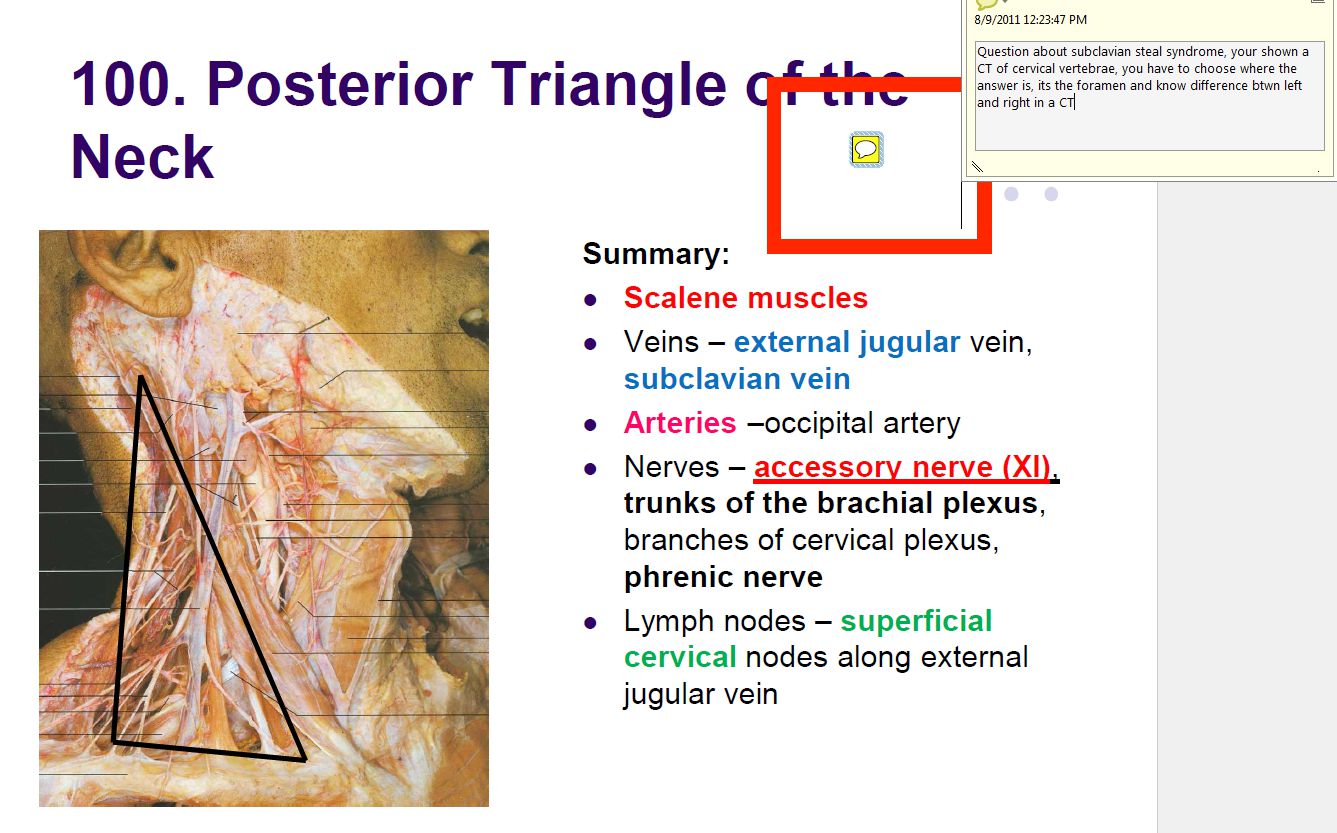 8/9/2011 12:23:47 PM
Question about subclavian steal syndrome, your shown a
CT of cervical vertebrae, you have to choose where the
answer is, its the foramen and know difference btwn left
and right in a CT
100. Posterior Triangle of the
Neck
Summary:
Scalene muscles
Veins – external jugular vein,
subclavian vein
Arteries –occipital artery
Nerves – accessory nerve (XI),
trunks of the brachial plexus,
branches of cervical plexus,
phrenic nerve
Lymph nodes – superficial
cervical nodes along external
jugular vein